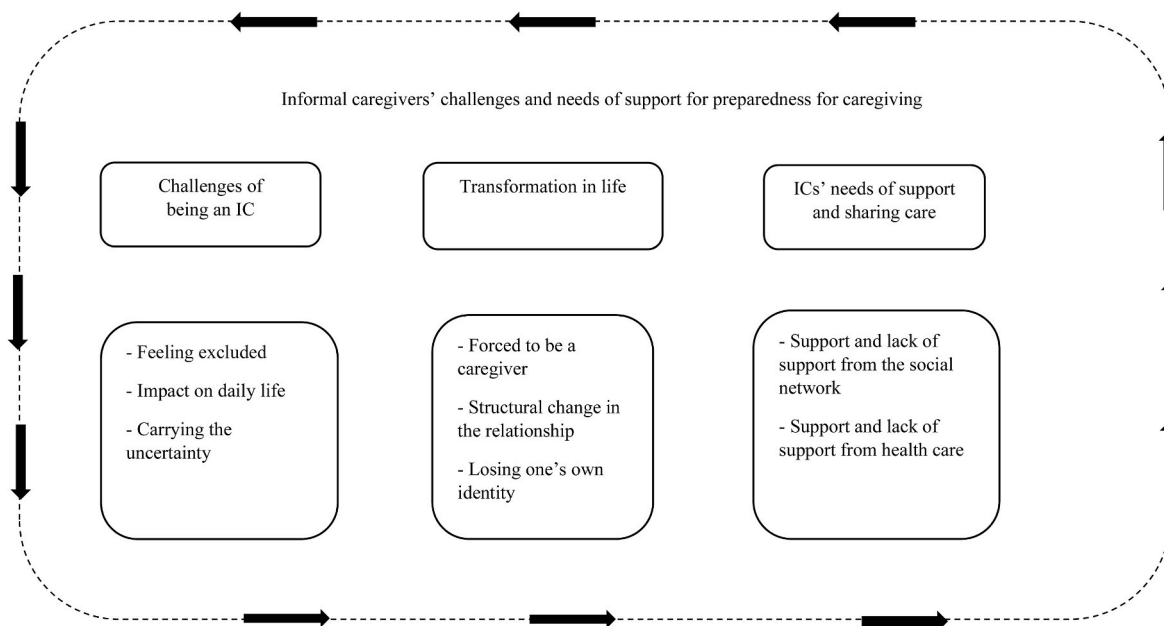 Informal caregivers’ challenges and needs of support for preparedness for caregiving
Challenges of
being an IC
Transformation in life
ICs’ needs of support
and sharing care
- Feeling excluded
- Impact on daily life
- Carrying the
uncertainty
- Forced to be a
caregiver
- Structural change in
the relationship
- Losing one’s own
identity
- Support and lack of
support from the social
network
- Support and lack of
support from health care